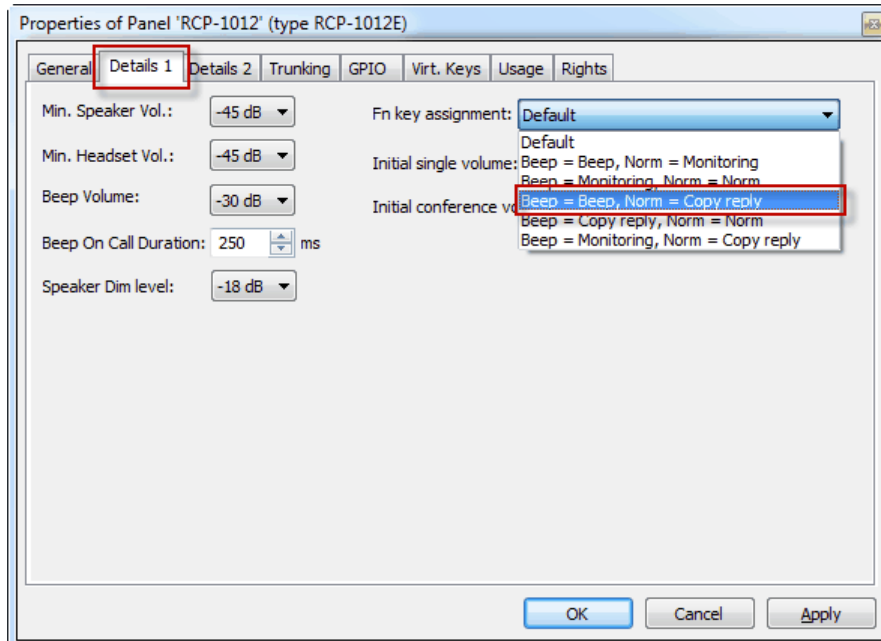 Properties of Panel 'RCP-1012' (type RCP-1012E)
General Details 1 Details 2 Trunking GPIO Virt. Keys Usage Rights
Min. Speaker Vol.: -45 dB Fn key assignment: Default
Default
Min. Headset Vol.: -45 dB Initial single volume: Beep = Beep, Norm = Monitoring
Beep = Monitoring, Norm = Norm
Beep Volume: -30 dB Initial conference vo Beep = Beep, Norm = Copy reply
Beep = Copy reply, Norm = Norm
Beep On Call Duration: 250 ms Beep = Monitoring, Norm = Copy reply
Speaker Dim level: -18 dB
OK Cancel Apply